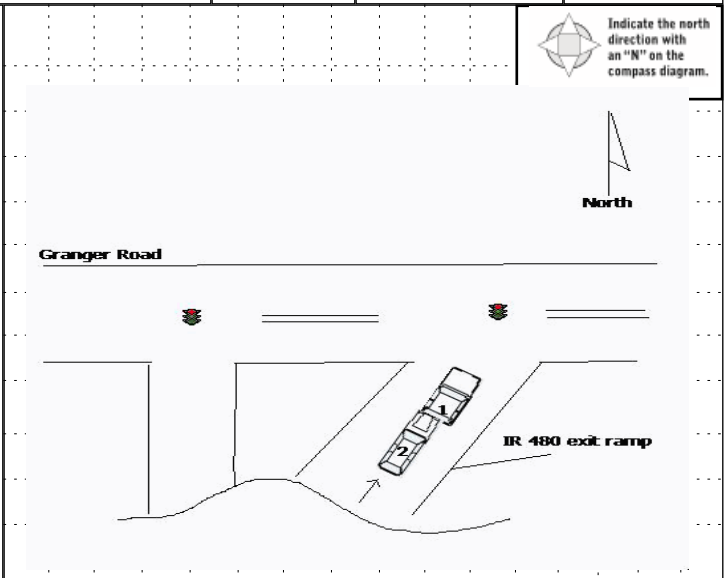 Indicate the north
direction with
an "N" on the
compass diagram.
North
Granger Road
1
IR 480 exit ramp
2